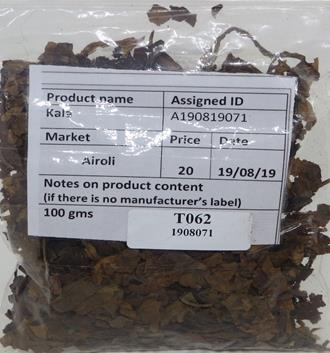 Product name Assigned ID
Kala A190819071
Market Price Date
Airoli 20 19/08/19
Notes on product content
(if there is no manufacturer's label)
100 gms
T062
1908071